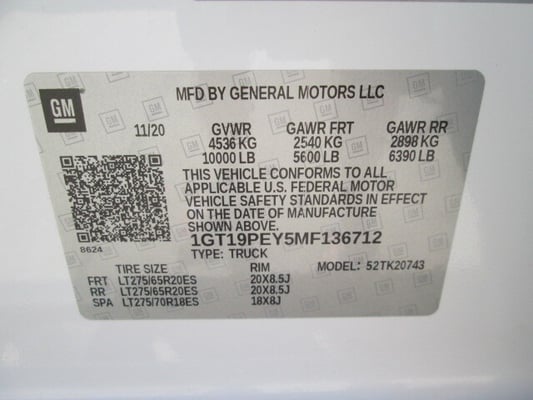 GM
MFD BY GENERAL MOTORS LLC
11/20 GVWR GAWR FRT GAWR RR
4536 KG 2540 KG 2898 KG
10000 LB 5600 LB 6390 LB
THIS VEHICLE CONFORMS TO ALL
APPLICABLE U.S. FEDERAL MOTOR
VEHICLE SAFETY STANDARDS IN EFFECT
ON THE DATE OF MANUFACTURE
SHOWN ABOVE.
8624
1GT19PEY5MF136712
TYPE: TRUCK MODEL: 52TK20743
TIRE SIZE RIM
FRT LT275/65R20ES 20X8.5J
RR LT275/65R20ES 20X8.5J
SPA LT275/70R18ES 18X8J